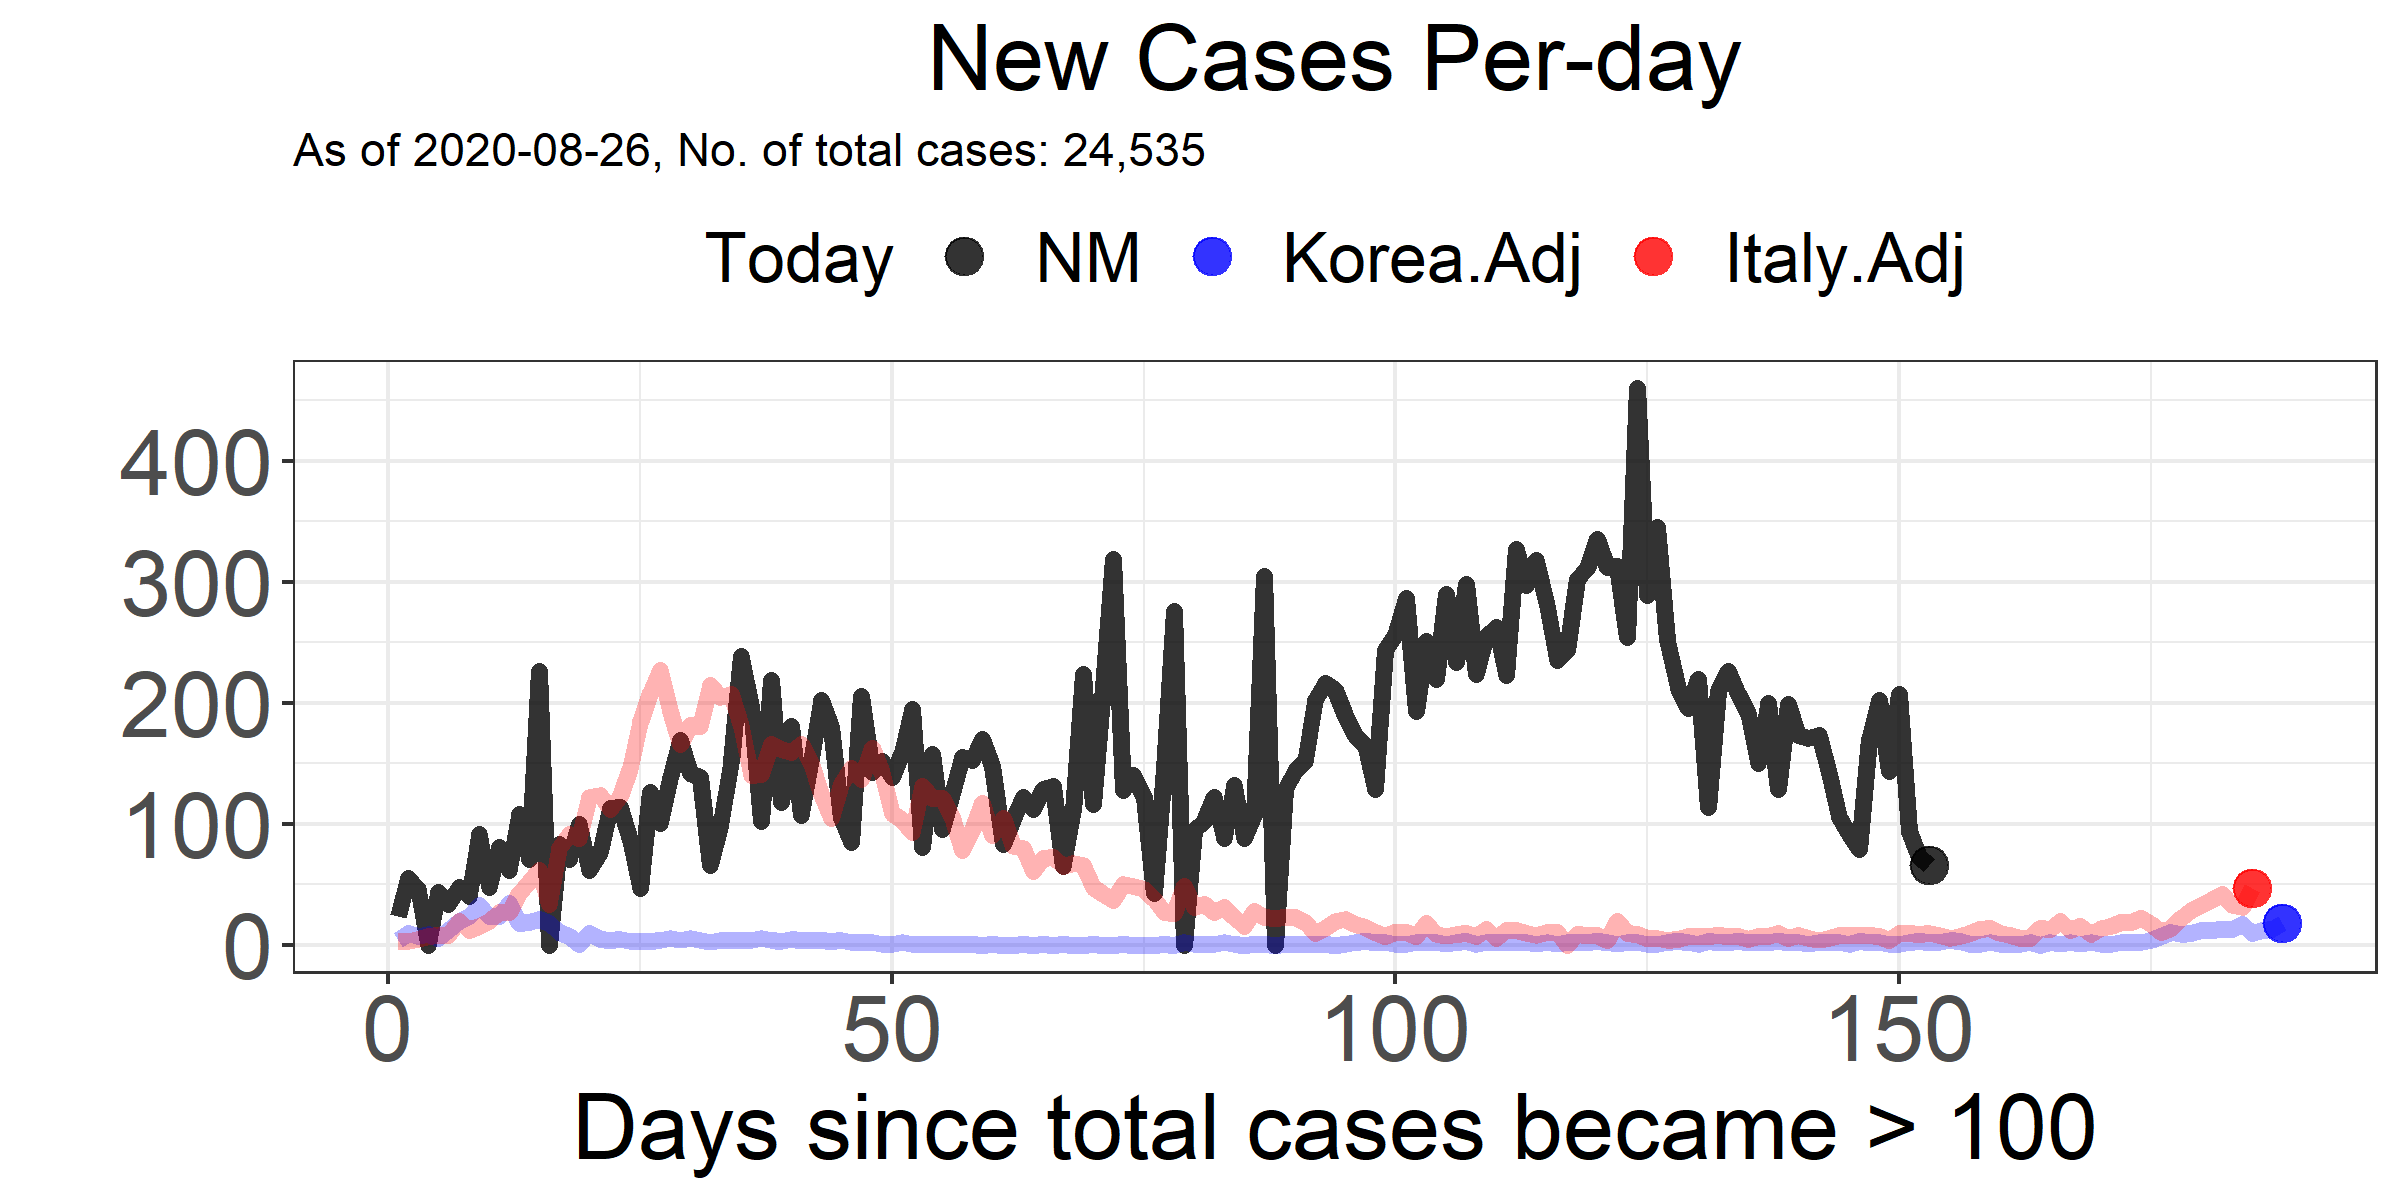 New Cases Per-day
As of 2020-08-26, No. of total cases: 24,535
Today NM Korea.Adj Italy.Adj
400
300
200
100
0
0 50 100 150
Days since total cases became > 100